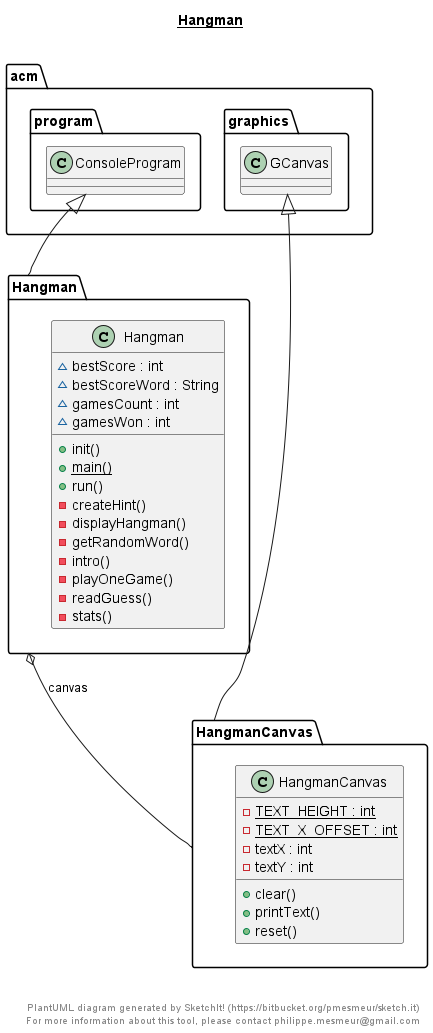 Hangman
acm
program
graphics
C ConsoleProgram
C GCanvas
Hangman
C Hangman
bestScore : int
bestScoreWord : String
gamesCount : int
gamesWon : int
init()
main()
run()
createHint()
displayHangman()
getRandomWord()
intro()
playOneGame()
readGuess()
stats()
canvas
HangmanCanvas
C HangmanCanvas
TEXT_HEIGHT : int
TEXT_X_OFFSET : int
textX : int
textY : int
clear()
printText()
reset()
PlantUML diagram generated by SketchIt! (https://bitbucket.org/pmesmeur/sketch.it)
For more information about this tool, please contact philippe.mesmeur@gmail.com